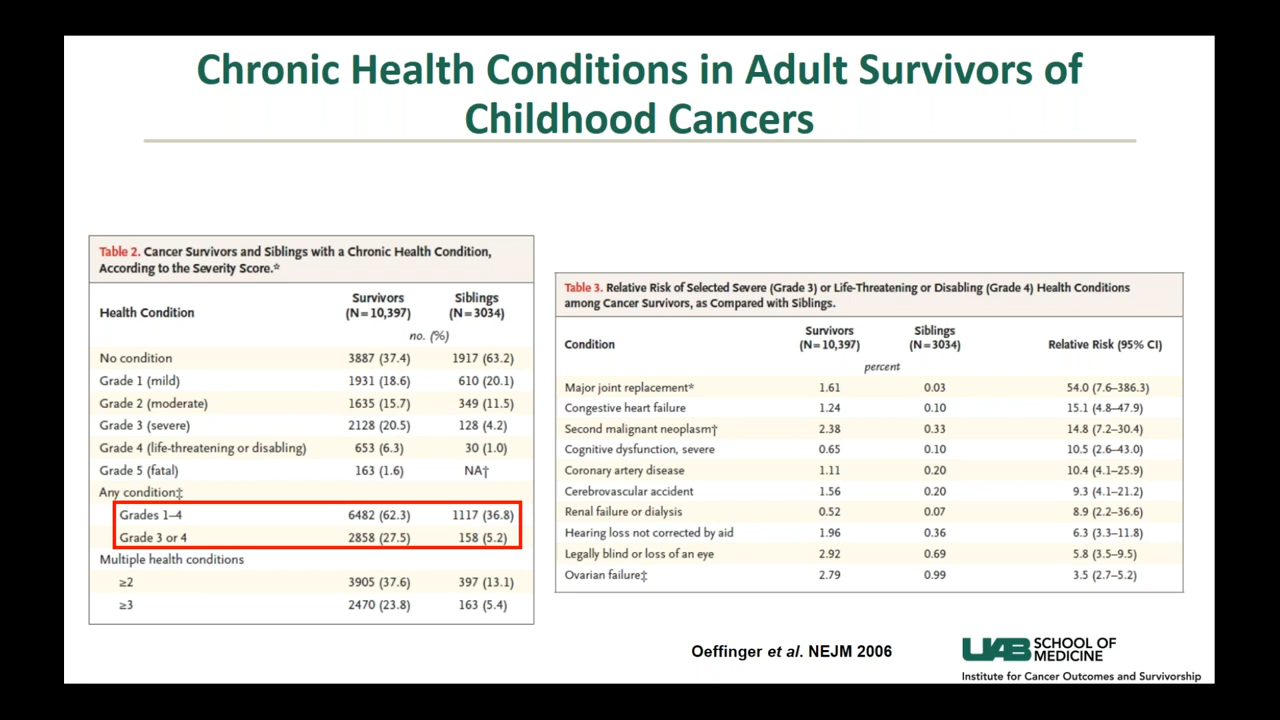 Chronic Health Conditions in Adult Survivors of
Childhood Cancers
Table 2. Cancer Survivors and Siblings with a Chronic Health Condition,
According to the Severity Score.*
Health Condition Survivors (N=10,397) Siblings (N=3034)
no. (%)
No condition 3887 (37.4) 1917 (63.2)
Grade 1 (mild) 1931 (18.6) 610 (20.1)
Grade 2 (moderate) 1635 (15.7) 349 (11.5)
Grade 3 (severe) 2128 (20.5) 128 (4.2)
Grade 4 (life-threatening or disabling) 653 (6.3) 30 (1.0)
Grade 5 (fatal) 163 (1.6) NA†
Any condition‡
Grades 1–4 6482 (62.3) 1117 (36.8)
Grade 3 or 4 2858 (27.5) 158 (5.2)
Multiple health conditions
≥2 3905 (37.6) 397 (13.1)
≥3 2470 (23.8) 163 (5.4)
Table 3. Relative Risk of Selected Severe (Grade 3) or Life-Threatening or Disabling (Grade 4) Health Conditions
among Cancer Survivors, as Compared with Siblings.
Condition Survivors (N=10,397) Siblings (N=3034) Relative Risk (95% CI)
percent
Major joint replacement* 1.61 0.03 54.0 (7.6–386.3)
Congestive heart failure 1.24 0.10 15.1 (4.8–47.9)
Second malignant neoplasm† 2.38 0.33 14.8 (7.2–30.4)
Cognitive dysfunction, severe 0.65 0.10 10.5 (2.6–43.0)
Coronary artery disease 1.11 0.20 10.4 (4.1–25.9)
Cerebrovascular accident 1.56 0.20 9.3 (4.1–21.2)
Renal failure or dialysis 0.52 0.07 8.9 (2.2–36.6)
Hearing loss not corrected by aid 1.96 0.36 6.3 (3.3–11.8)
Legally blind or loss of an eye 2.92 0.69 5.8 (3.5–9.5)
Ovarian failure‡ 2.79 0.99 3.5 (2.7–5.2)
Oeffinger et al. NEJM 2006
UAB SCHOOL OF
MEDICINE
Institute for Cancer Outcomes and Survivorship